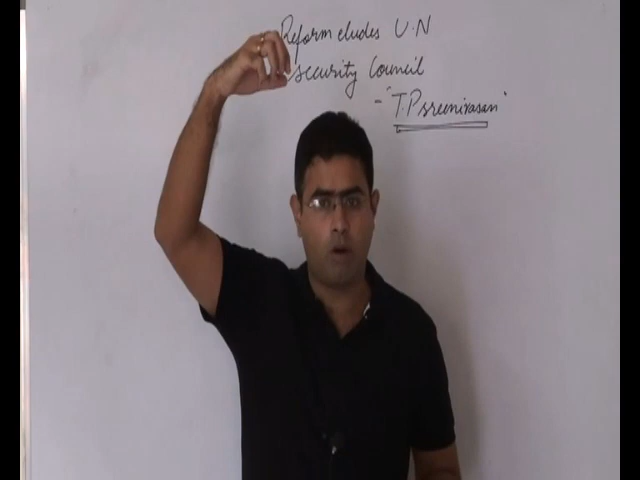 Reform eludes U.N
security Council
- "T.P sreenivasan"